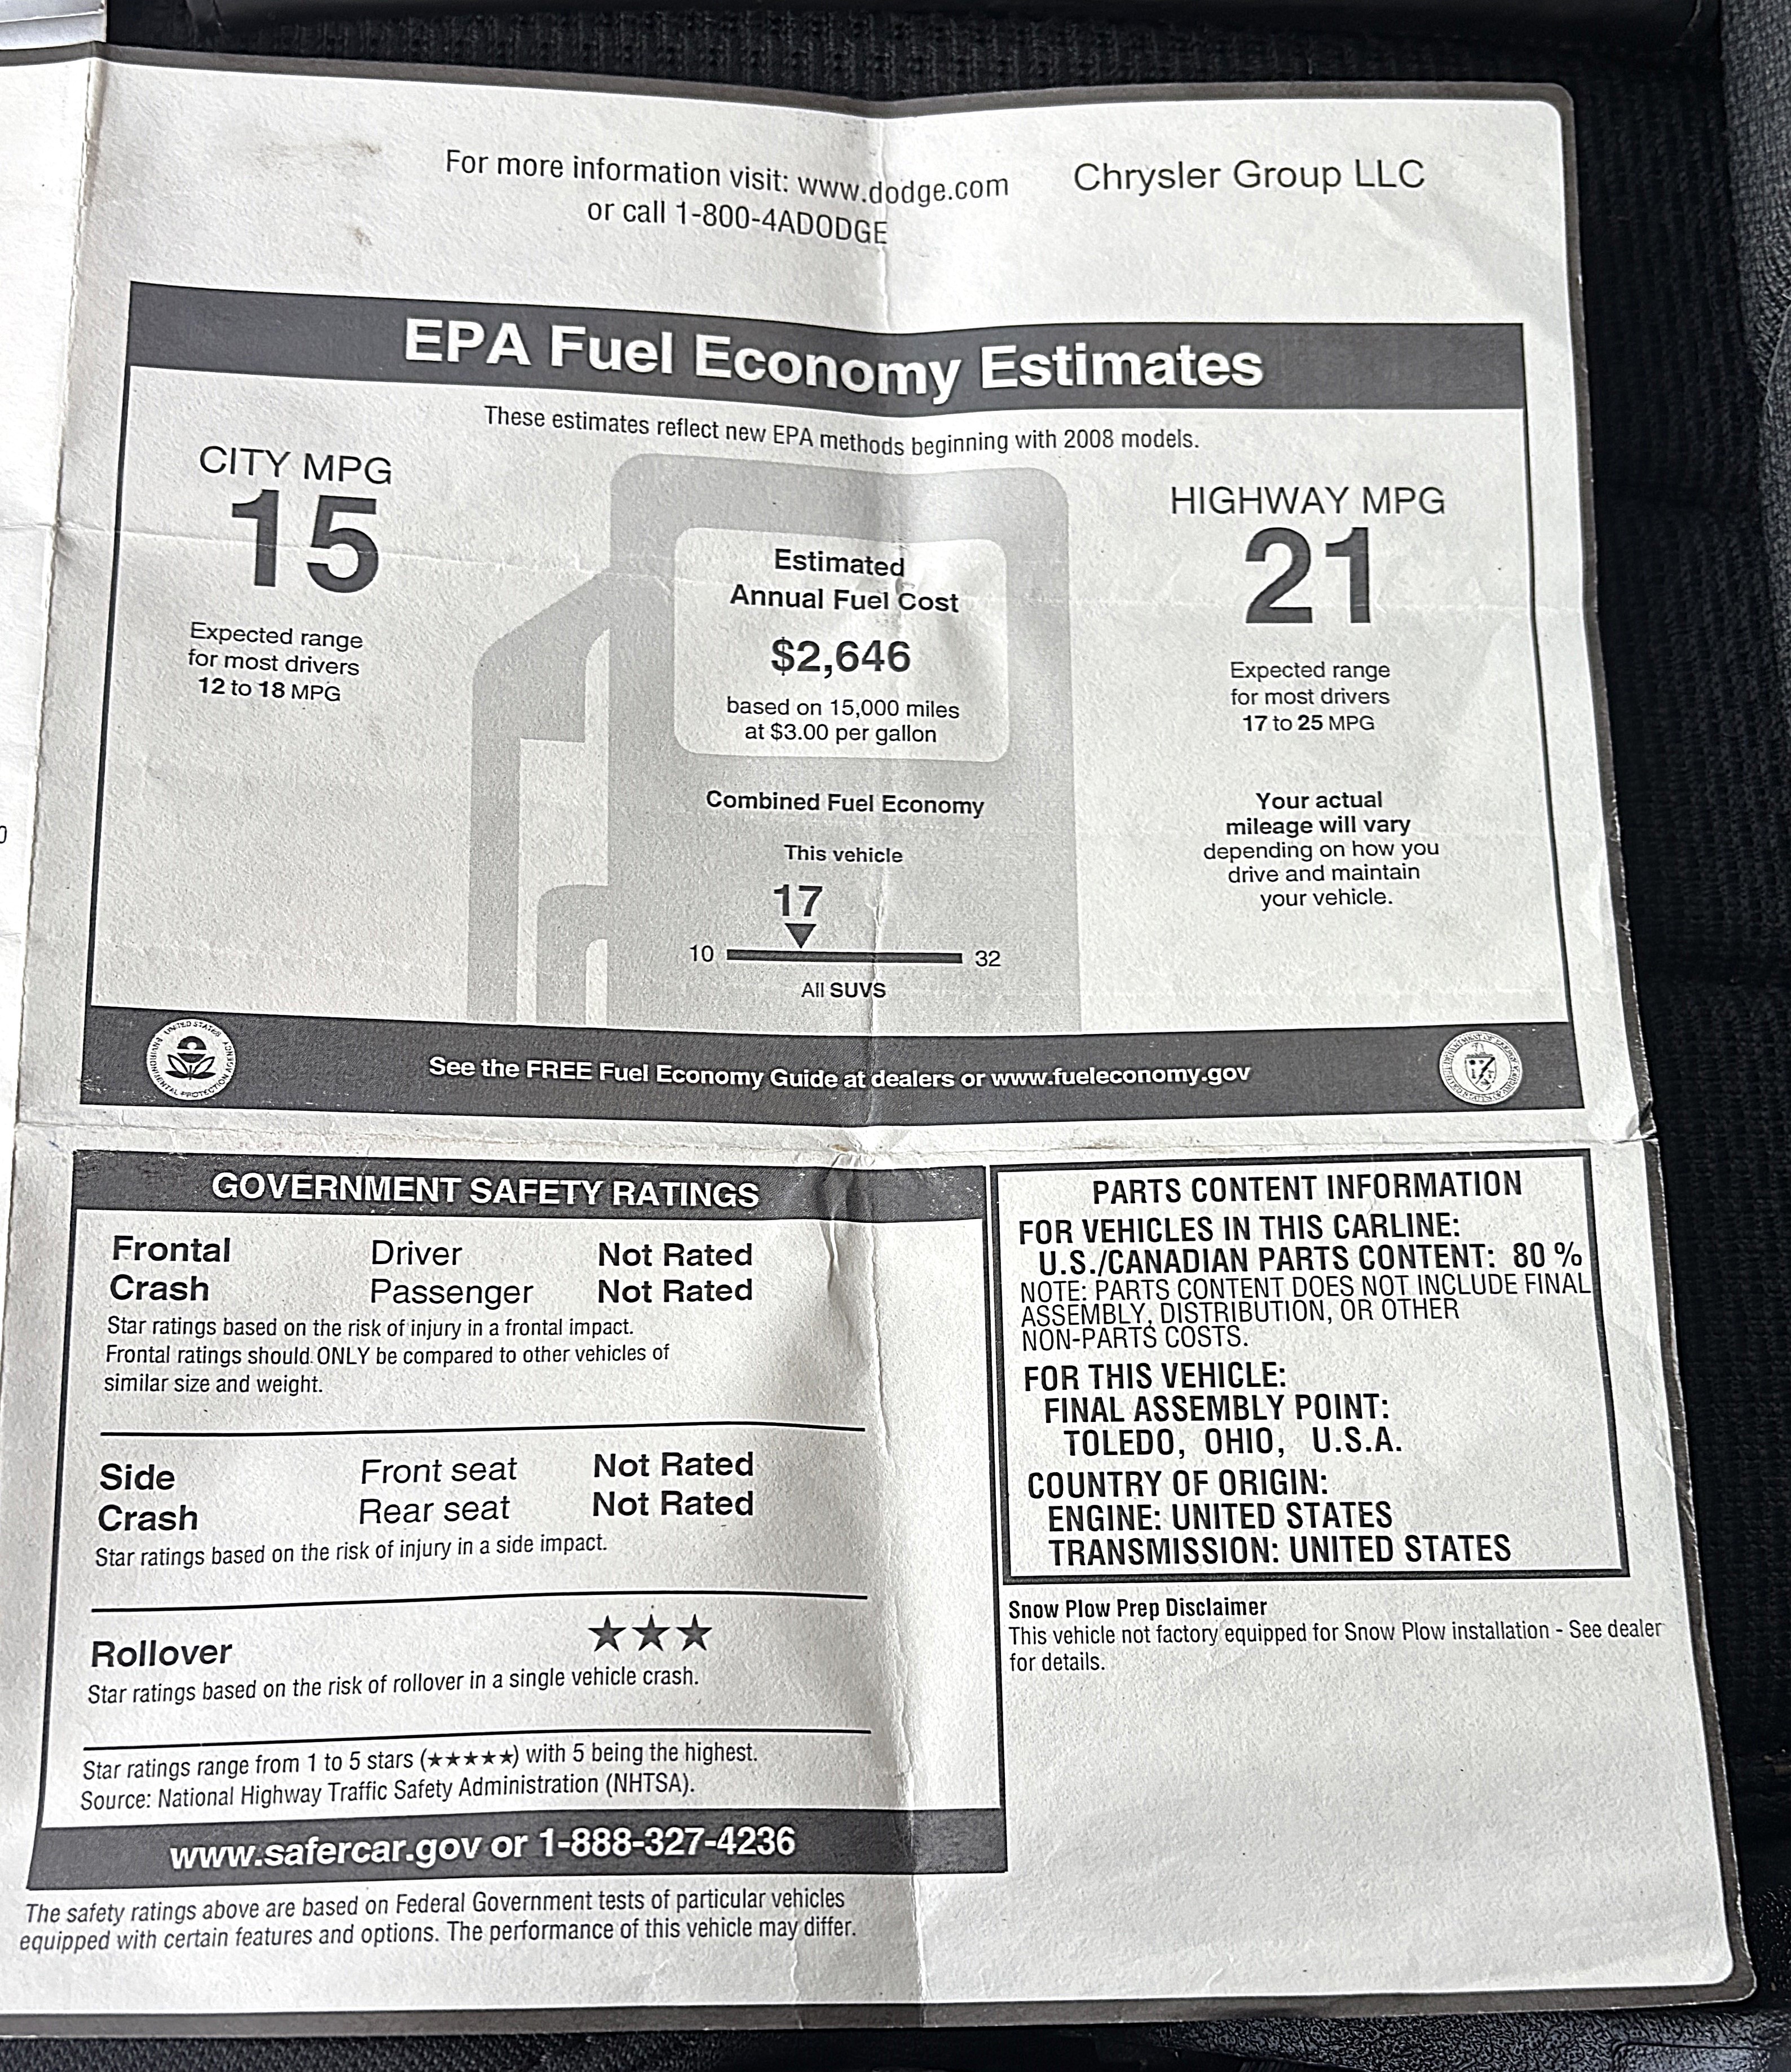 For more information visit: www.dodge.com
or call 1-800-4ADODGE
Chrysler Group LLC
EPA Fuel Economy Estimates
These estimates reflect new EPA methods beginning with 2008 models.
CITY MPG
15
Expected range
for most drivers
12 to 18 MPG
Estimated
Annual Fuel Cost
$2,646
based on 15,000 miles
at $3.00 per gallon
Combined Fuel Economy
This vehicle
17
10
32
All SUVS
HIGHWAY MPG
21
Expected range
for most drivers
17 to 25 MPG
Your actual
mileage will vary
depending on how you
drive and maintain
your vehicle.
UNITED STATES ENVIRONMENTAL PROTECTION AGENCY
See the FREE Fuel Economy Guide at dealers or www.fueleconomy.gov
GOVERNMENT SAFETY RATINGS
Frontal Driver Not Rated
Crash Passenger Not Rated
Star ratings based on the risk of injury in a frontal impact.
Frontal ratings should ONLY be compared to other vehicles of
similar size and weight.
Side Front seat Not Rated
Crash Rear seat Not Rated
Star ratings based on the risk of injury in a side impact.
Rollover ★★★
Star ratings based on the risk of rollover in a single vehicle crash.
Star ratings range from 1 to 5 stars (★★★★★) with 5 being the highest.
Source: National Highway Traffic Safety Administration (NHTSA).
www.safercar.gov or 1-888-327-4236
The safety ratings above are based on Federal Government tests of particular vehicles
equipped with certain features and options. The performance of this vehicle may differ.
PARTS CONTENT INFORMATION
FOR VEHICLES IN THIS CARLINE:
U.S./CANADIAN PARTS CONTENT: 80 %
NOTE: PARTS CONTENT DOES NOT INCLUDE FINAL
ASSEMBLY, DISTRIBUTION, OR OTHER
NON-PARTS COSTS.
FOR THIS VEHICLE:
FINAL ASSEMBLY POINT:
TOLEDO, OHIO, U.S.A.
COUNTRY OF ORIGIN:
ENGINE: UNITED STATES
TRANSMISSION: UNITED STATES
Snow Plow Prep Disclaimer
This vehicle not factory equipped for Snow Plow installation - See dealer
for details.